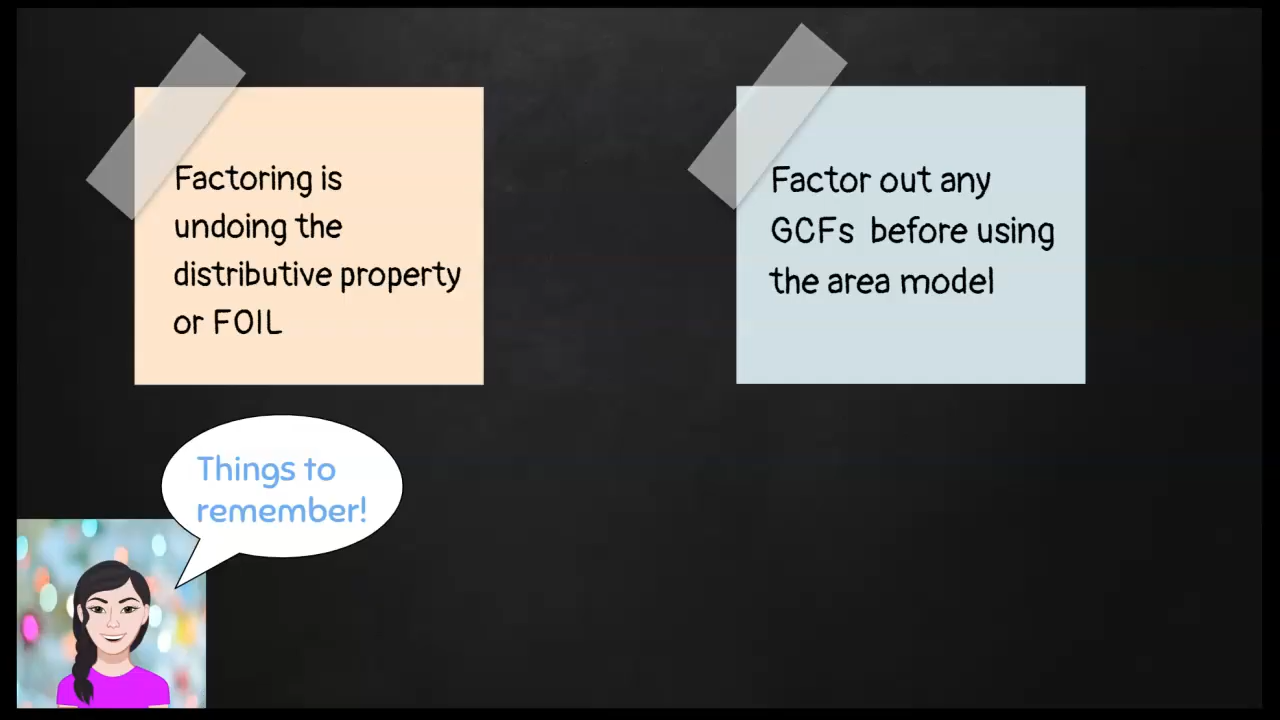 Factoring is
undoing the
distributive property
or FOIL
Factor out any
GCFs before using
the area model
Things to
remember!